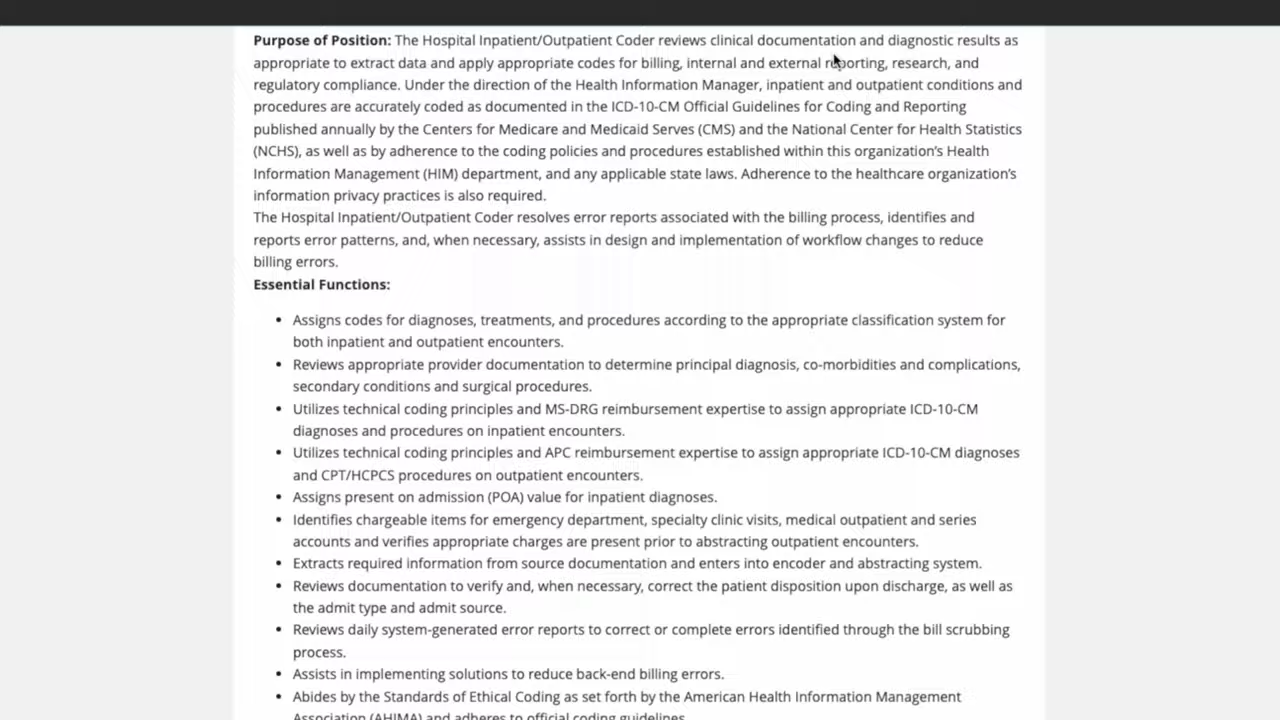 Purpose of Position: The Hospital Inpatient/Outpatient Coder reviews clinical documentation and diagnostic results as
appropriate to extract data and apply appropriate codes for billing, internal and external reporting, research, and
regulatory compliance. Under the direction of the Health Information Manager, inpatient and outpatient conditions and
procedures are accurately coded as documented in the ICD-10-CM Official Guidelines for Coding and Reporting
published annually by the Centers for Medicare and Medicaid Serves (CMS) and the National Center for Health Statistics
(NCHS), as well as by adherence to the coding policies and procedures established within this organization's Health
Information Management (HIM) department, and any applicable state laws. Adherence to the healthcare organization's
information privacy practices is also required.
The Hospital Inpatient/Outpatient Coder resolves error reports associated with the billing process, identifies and
reports error patterns, and, when necessary, assists in design and implementation of workflow changes to reduce
billing errors.
Essential Functions:
• Assigns codes for diagnoses, treatments, and procedures according to the appropriate classification system for
both inpatient and outpatient encounters.
• Reviews appropriate provider documentation to determine principal diagnosis, co-morbidities and complications,
secondary conditions and surgical procedures.
• Utilizes technical coding principles and MS-DRG reimbursement expertise to assign appropriate ICD-10-CM
diagnoses and procedures on inpatient encounters.
• Utilizes technical coding principles and APC reimbursement expertise to assign appropriate ICD-10-CM diagnoses
and CPT/HCPCS procedures on outpatient encounters.
• Assigns present on admission (POA) value for inpatient diagnoses.
• Identifies chargeable items for emergency department, specialty clinic visits, medical outpatient and series
accounts and verifies appropriate charges are present prior to abstracting outpatient encounters.
• Extracts required information from source documentation and enters into encoder and abstracting system.
• Reviews documentation to verify and, when necessary, correct the patient disposition upon discharge, as well as
the admit type and admit source.
• Reviews daily system-generated error reports to correct or complete errors identified through the bill scrubbing
process.
• Assists in implementing solutions to reduce back-end billing errors.
• Abides by the Standards of Ethical Coding as set forth by the American Health Information Management
Association (AHIMA) and adheres to official coding guidelines.